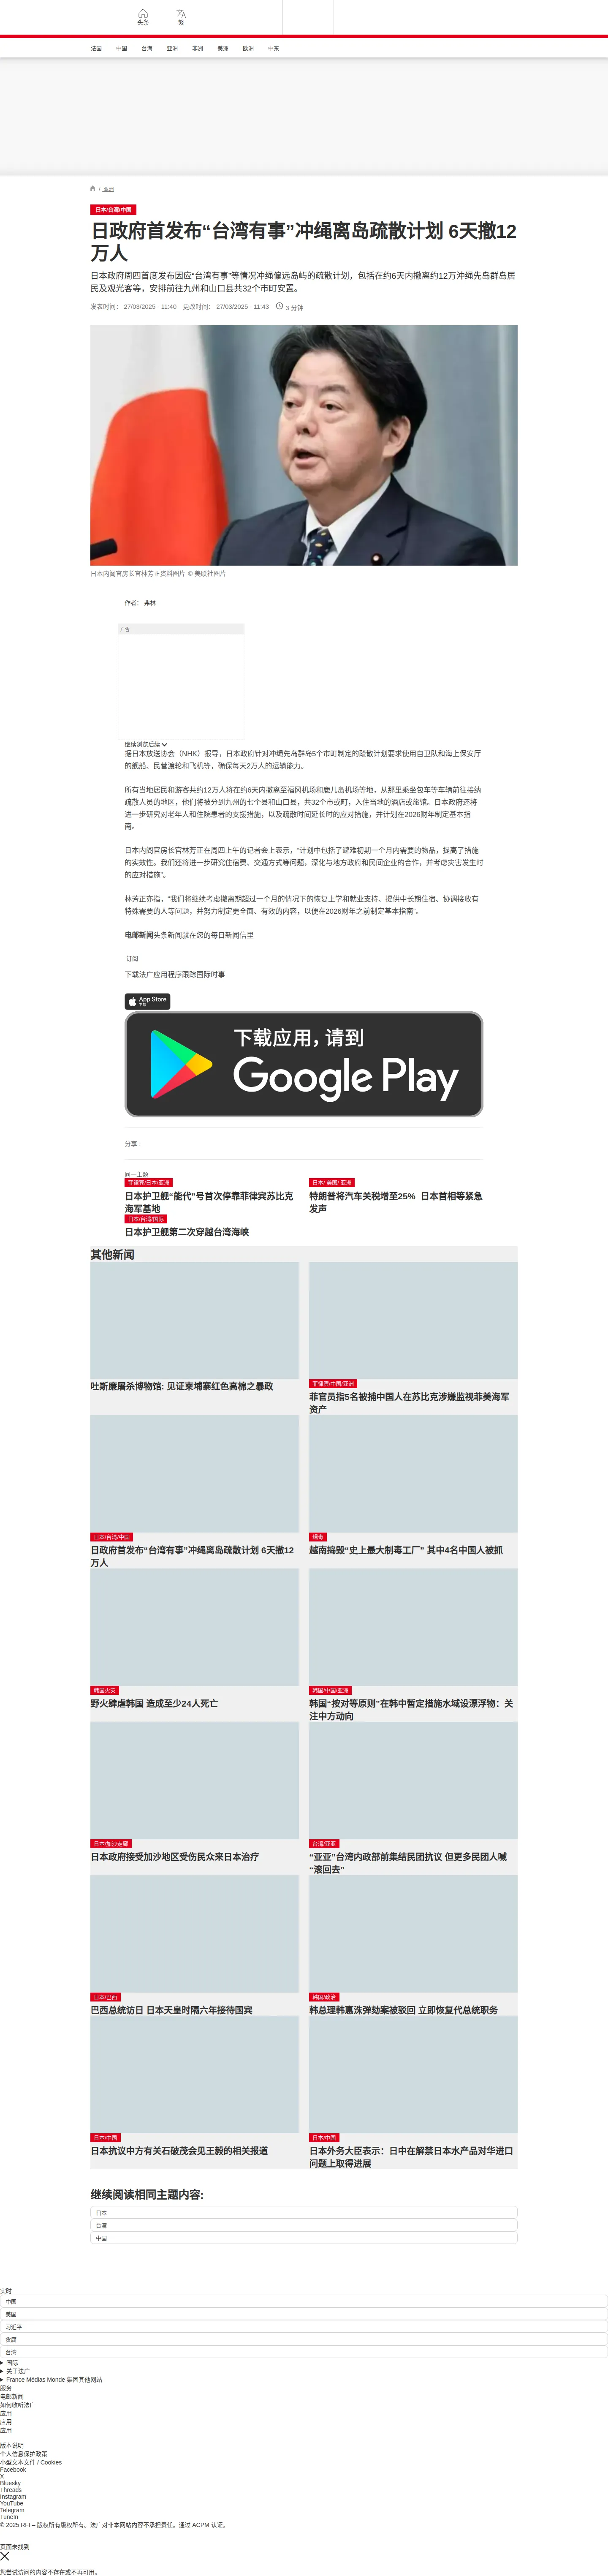 头条
繁
法国 中国 台海 亚洲 非洲 美洲 欧洲 中东
/ 亚洲
日本/台湾/中国
日政府首发布“台湾有事”冲绳离岛疏散计划 6天撤12
万人
日本政府周四首度发布因应“台湾有事”等情况冲绳偏远岛屿的疏散计划，包括在约6天内撤离约12万冲绳先岛群岛居
民及观光客等，安排前往九州和山口县共32个市町安置。
发表时间： 27/03/2025 - 11:40 更改时间： 27/03/2025 - 11:43 3 分钟
日本内阁官房长官林芳正资料图片 © 美联社图片
作者： 弗林
广告
继续浏览后续
据日本放送协会（NHK）报导，日本政府针对冲绳先岛群岛5个市町制定的疏散计划要求使用自卫队和海上保安厅
的舰船、民营渡轮和飞机等，确保每天2万人的运输能力。
所有当地居民和游客共约12万人将在约6天内撤离至福冈机场和鹿儿岛机场等地，从那里乘坐包车等车辆前往接纳
疏散人员的地区，他们将被分到九州的七个县和山口县，共32个市或町，入住当地的酒店或旅馆。日本政府还将
进一步研究对老年人和住院患者的支援措施，以及疏散时间延长时的应对措施，并计划在2026财年制定基本指
南。
日本内阁官房长官林芳正在周四上午的记者会上表示，“计划中包括了避难初期一个月内需要的物品，提高了措施
的实效性。我们还将进一步研究住宿费、交通方式等问题，深化与地方政府和民间企业的合作，并考虑灾害发生时
的应对措施”。
林芳正亦指，“我们将继续考虑撤离期超过一个月的情况下的恢复上学和就业支持、提供中长期住宿、协调接收有
特殊需要的人等问题，并努力制定更全面、有效的内容，以便在2026财年之前制定基本指南”。
电邮新闻头条新闻就在您的每日新闻信里
订阅
下载法广应用程序跟踪国际时事
App Store
下载
下载应用，请到
Google Play
分享 :
同一主题
菲律宾/日本/亚洲
日本护卫舰“能代”号首次停靠菲律宾苏比克
海军基地
日本/ 美国/ 亚洲
特朗普将汽车关税增至25% 日本首相等紧急
发声
日本/台湾/国际
日本护卫舰第二次穿越台湾海峡
其他新闻
吐斯廉屠杀博物馆: 见证柬埔寨红色高棉之暴政
菲律宾/中国/亚洲
菲官员指5名被捕中国人在苏比克涉嫌监视菲美海军
资产
日本/台湾/中国
日政府首发布“台湾有事”冲绳离岛疏散计划 6天撤12
万人
缉毒
越南捣毁“史上最大制毒工厂” 其中4名中国人被抓
韩国火灾
野火肆虐韩国 造成至少24人死亡
韩国/中国/亚洲
韩国“按对等原则”在韩中暂定措施水域设漂浮物：关
注中方动向
日本/加沙走廊
日本政府接受加沙地区受伤民众来日本治疗
台湾/亚亚
“亚亚”台湾内政部前集结民团抗议 但更多民团人喊
“滚回去”
日本/巴西
巴西总统访日 日本天皇时隔六年接待国宾
韩国/政治
韩总理韩悳洙弹劾案被驳回 立即恢复代总统职务
日本/中国
日本抗议中方有关石破茂会见王毅的相关报道
日本/中国
日本外务大臣表示：日中在解禁日本水产品对华进口
问题上取得进展
继续阅读相同主题内容:
日本
台湾
中国
实时
中国
美国
习近平
贵震
台湾
国际
关于法广
France Médias Monde 集团其他网站
服务
电邮新闻
如何收听法广
应用
应用
应用
版本说明
个人信息保护政策
小型文本文件 / Cookies
Facebook
X
Bluesky
Threads
Instagram
YouTube
Telegram
TuneIn
© 2025 RFI – 版权所有版权所有。法广对非本网站内容不承担责任。通过 ACPM 认证。
页面未找到
您尝试访问的内容不存在或不再可用。